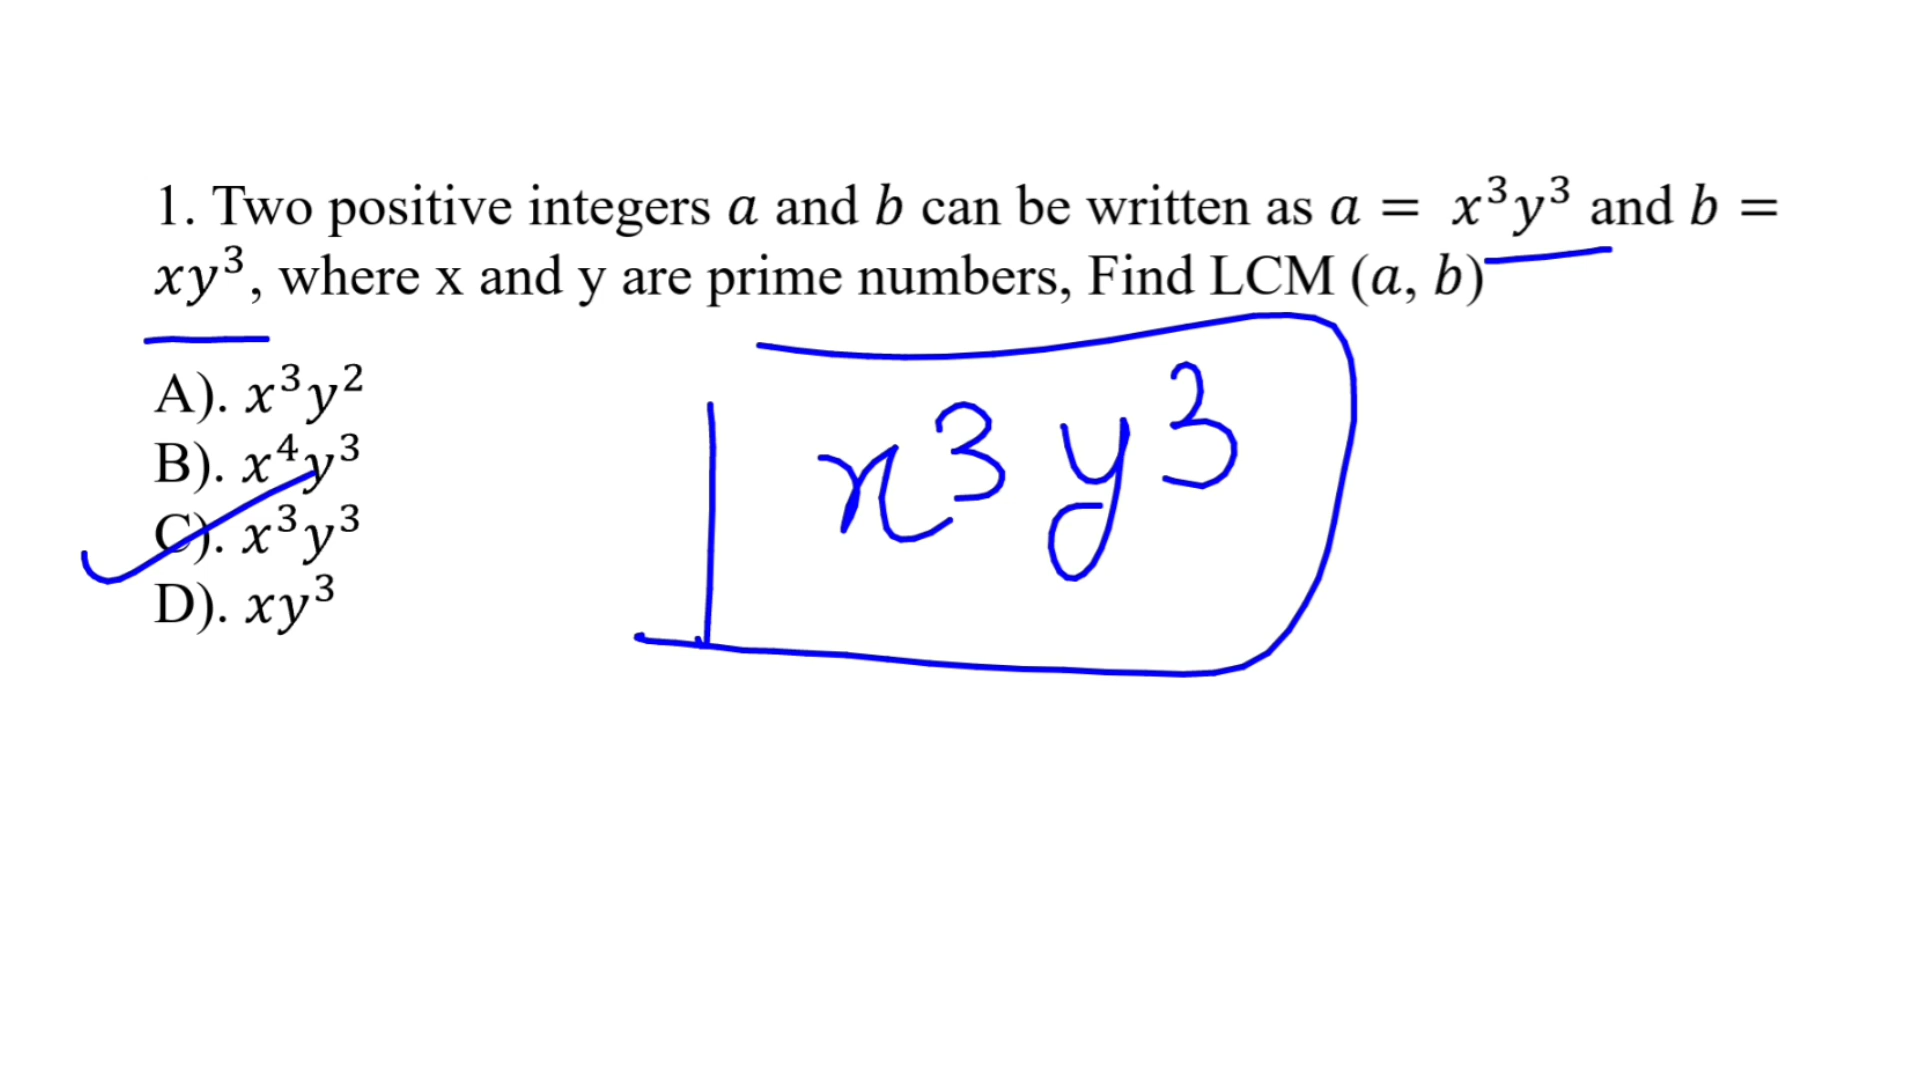 1. Two positive integers a and b can be written as a = x³y³ and b =
xy³, where x and y are prime numbers, Find LCM (a, b)
A). x³y²
B). x⁴y³
C). x³y³
D). xy³
x³y³